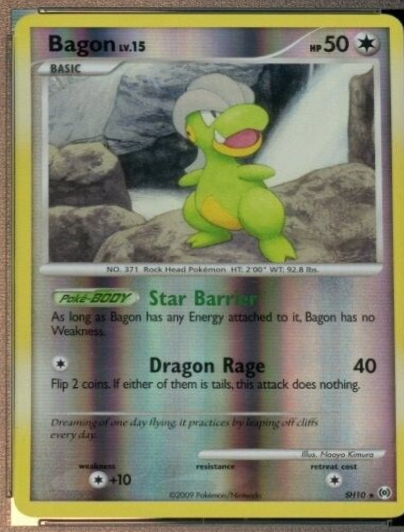 Bagon LV.15 HP 50
BASIC
NO. 371 Rock Head Pokémon HT: 2'00" WT: 92.8 lbs.
Poké-BODY Star Barrier
As long as Bagon has any Energy attached to it, Bagon has no
Weakness.
Dragon Rage 40
Flip 2 coins. If either of them is tails, this attack does nothing.
Dreaming of one day flying, it practices by leaping off cliffs
every day.
Illus. Naoyo Kimura
weakness resistance retreat cost
+10
©2009 Pokémon/Nintendo SH10